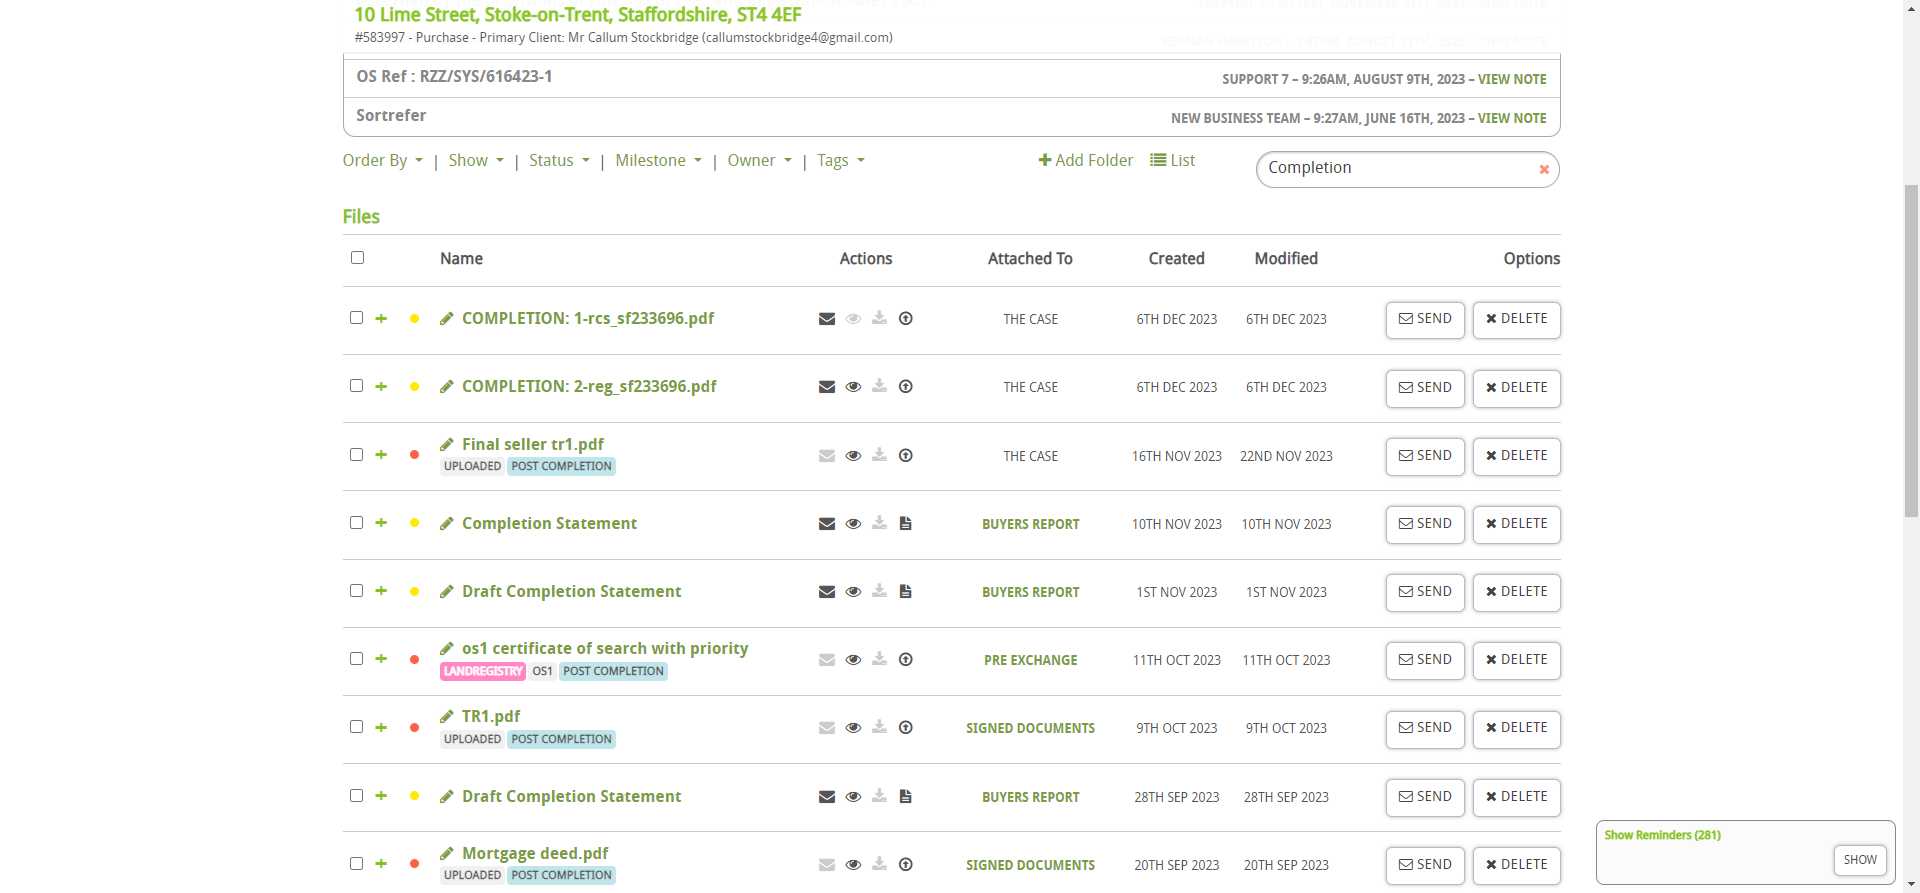 10 Lime Street, Stoke-on-Trent, Staffordshire, ST4 4EF
#583997 - Purchase - Primary Client: Mr Callum Stockbridge (callumstockbridge4@gmail.com)
OS Ref : RZZ/SYS/616423-1 SUPPORT 7 – 9:26AM, AUGUST 9TH, 2023 – VIEW NOTE
Sortrefer NEW BUSINESS TEAM – 9:27AM, JUNE 16TH, 2023 – VIEW NOTE
Order By | Show | Status | Milestone | Owner | Tags Add Folder List Completion
Files
Name Actions Attached To Created Modified Options
COMPLETION: 1-rcs_sf233696.pdf THE CASE 6TH DEC 2023 6TH DEC 2023 SEND DELETE
COMPLETION: 2-reg_sf233696.pdf THE CASE 6TH DEC 2023 6TH DEC 2023 SEND DELETE
Final seller tr1.pdf
UPLOADED POST COMPLETION THE CASE 16TH NOV 2023 22ND NOV 2023 SEND DELETE
Completion Statement BUYERS REPORT 10TH NOV 2023 10TH NOV 2023 SEND DELETE
Draft Completion Statement BUYERS REPORT 1ST NOV 2023 1ST NOV 2023 SEND DELETE
os1 certificate of search with priority
LANDREGISTRY OS1 POST COMPLETION PRE EXCHANGE 11TH OCT 2023 11TH OCT 2023 SEND DELETE
TR1.pdf
UPLOADED POST COMPLETION SIGNED DOCUMENTS 9TH OCT 2023 9TH OCT 2023 SEND DELETE
Draft Completion Statement BUYERS REPORT 28TH SEP 2023 28TH SEP 2023 SEND DELETE
Mortgage deed.pdf
UPLOADED POST COMPLETION SIGNED DOCUMENTS 20TH SEP 2023 20TH SEP 2023 SEND DELETE
Show Reminders (281)
SHOW